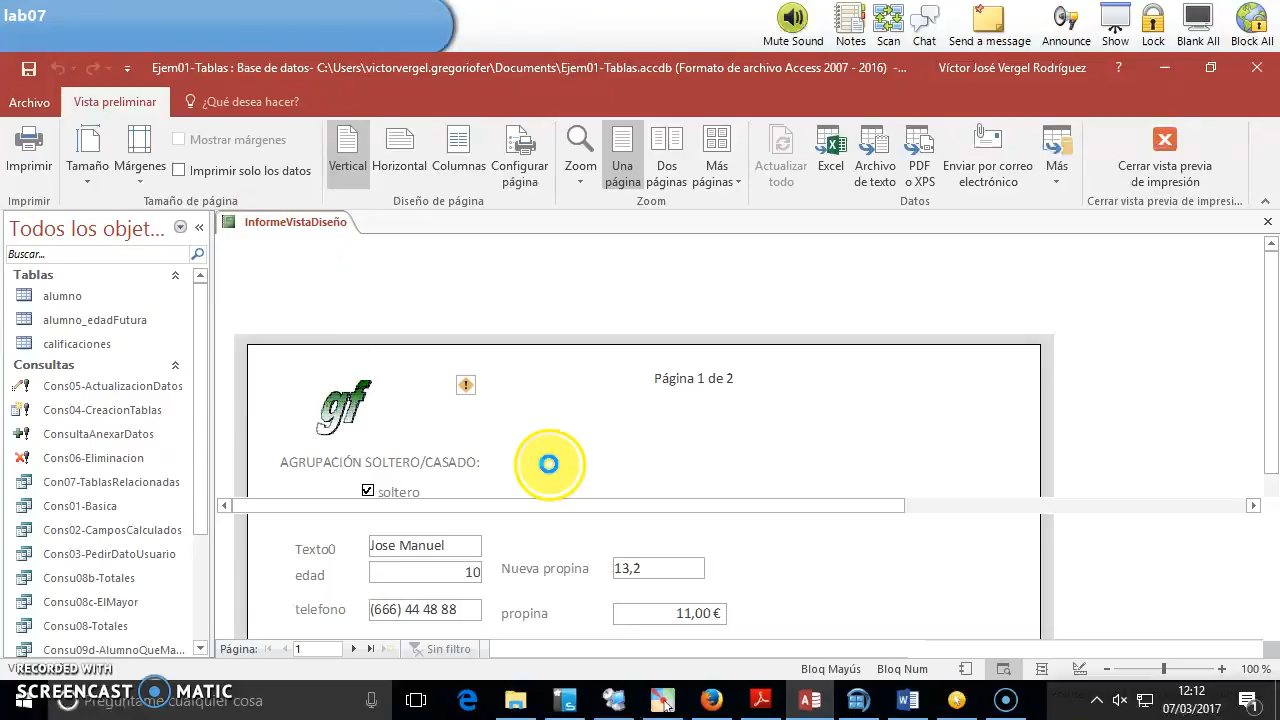 lab07
Mute Sound
Notes
Scan
Chat
Send a message
Announce
Show
Lock
Blank All
Block All
Ejem01-Tablas : Base de datos- C:\Users\victorvergel.gregoriofer\Documents\Ejem01-Tablas.accdb (Formato de archivo Access 2007 - 2016) -...
Víctor José Vergel Rodríguez
?
Archivo
Vista preliminar
¿Qué desea hacer?
Imprimir
Tamaño
Márgenes
Mostrar márgenes
Imprimir solo los datos
Vertical
Horizontal
Columnas
Configurar página
Zoom
Una página
Dos páginas
Más páginas
Actualizar todo
Excel
Archivo de texto
PDF o XPS
Enviar por correo electrónico
Más
Cerrar vista previa de impresión
Imprimir
Tamaño de página
Diseño de página
Zoom
Datos
Cerrar vista previa de impresi...
Todos los objet...
Buscar...
Tablas
alumno
alumno_edadFutura
calificaciones
Consultas
Cons05-ActualizacionDatos
Cons04-CreacionTablas
ConsultaAnexarDatos
Cons06-Eliminacion
Con07-TablasRelacionadas
Cons01-Basica
Cons02-CamposCalculados
Cons03-PedirDatoUsuario
Consu08b-Totales
Consu08c-ElMayor
Consu08-Totales
Consu09d-AlumnoQueMa...
InformeVistaDiseño
gf
Página 1 de 2
AGRUPACIÓN SOLTERO/CASADO:
soltero
Texto0
Jose Manuel
edad
10
Nueva propina
13,2
telefono
(666) 44 48 88
propina
11,00 €
Página:
1
Sin filtro
Bloq Mayús
Bloq Num
100 %
RECORDED WITH
SCREENCAST MATIC
Pregúntame cualquier cosa
12:12
07/03/2017